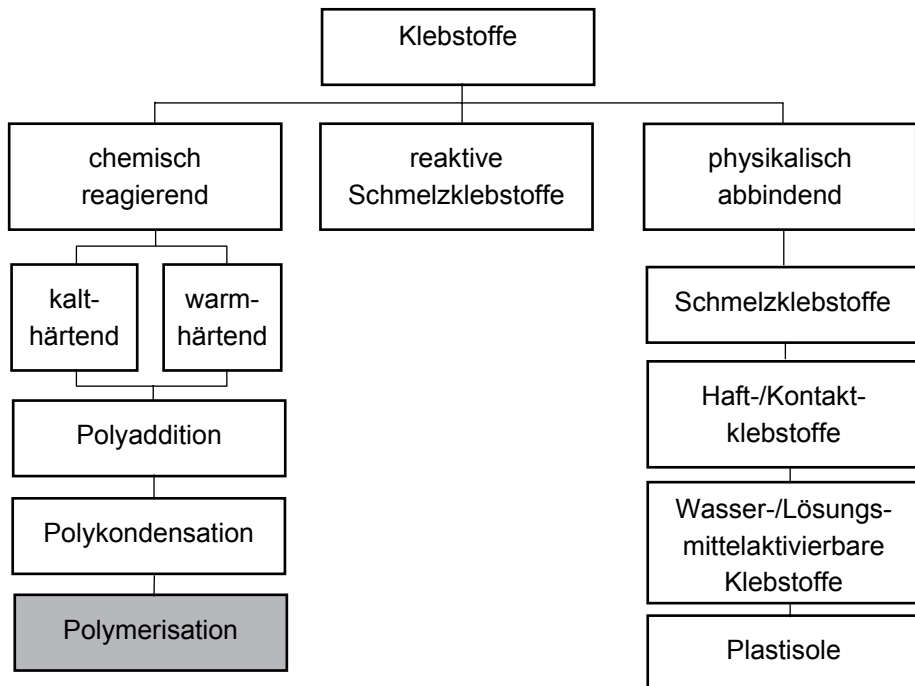 Klebstoffe
chemisch
reagierend
reaktive
Schmelzklebstoffe
physikalisch
abbindend
kalt-
härtend
warm-
härtend
Schmelzklebstoffe
Polyaddition
Haft-/Kontakt-
klebstoffe
Polykondensation
Wasser-/Lösungs-
mittelaktivierbare
Klebstoffe
Polymerisation
Plastisole